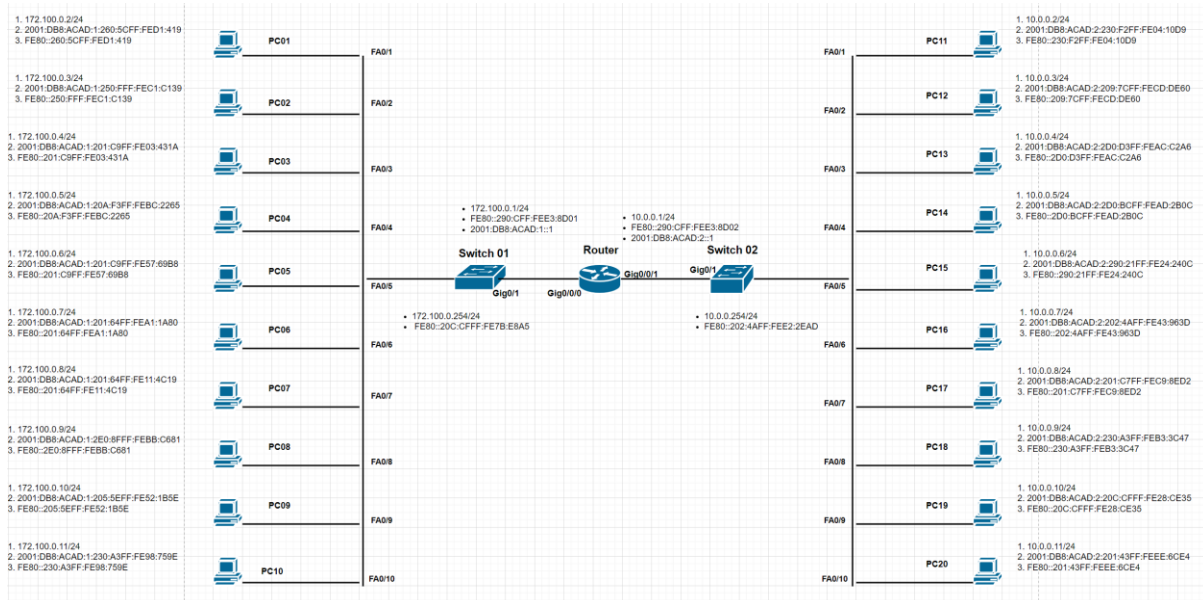 1. 172.100.0.2/24
2. 2001:DB8:ACAD:1:260:5CFF:FED1:419
3. FE80::260:5CFF:FED1:419
PC01
FA0/1
1. 172.100.0.3/24
2. 2001:DB8:ACAD:1:250:FFF:FEC1:C139
3. FE80::250:FFF:FEC1:C139
PC02
FA0/2
1. 172.100.0.4/24
2. 2001:DB8:ACAD:1:201:C9FF:FE03:431A
3. FE80::201:C9FF:FE03:431A
PC03
FA0/3
1. 172.100.0.5/24
2. 2001:DB8:ACAD:1:20A:F3FF:FEBC:2265
3. FE80::20A:F3FF:FEBC:2265
PC04
FA0/4
1. 172.100.0.6/24
2. 2001:DB8:ACAD:1:201:C9FF:FE57:69B8
3. FE80::201:C9FF:FE57:69B8
PC05
FA0/5
1. 172.100.0.7/24
2. 2001:DB8:ACAD:1:201:64FF:FEA1:1A80
3. FE80::201:64FF:FEA1:1A80
PC06
FA0/6
1. 172.100.0.8/24
2. 2001:DB8:ACAD:1:201:64FF:FE11:4C19
3. FE80::201:64FF:FE11:4C19
PC07
FA0/7
1. 172.100.0.9/24
2. 2001:DB8:ACAD:1:2E0:8FFF:FEBB:C681
3. FE80::2E0:8FFF:FEBB:C681
PC08
FA0/8
1. 172.100.0.10/24
2. 2001:DB8:ACAD:1:205:5EFF:FE52:1B5E
3. FE80::205:5EFF:FE52:1B5E
PC09
FA0/9
1. 172.100.0.11/24
2. 2001:DB8:ACAD:1:230:A3FF:FE98:759E
3. FE80::230:A3FF:FE98:759E
PC10
FA0/10
• 172.100.0.1/24
• FE80::290:CFF:FEE3:8D01
• 2001:DB8:ACAD:1::1
Switch 01
Gig0/1
• 172.100.0.254/24
• FE80::20C:CFFF:FE7B:E8A5
Router
Gig0/0/0
Gig0/0/1
• 10.0.0.1/24
• FE80::290:CFF:FEE3:8D02
• 2001:DB8:ACAD:2::1
Switch 02
Gig0/1
• 10.0.0.254/24
• FE80::202:4AFF:FEE2:2EAD
FA0/1
PC11
1. 10.0.0.2/24
2. 2001:DB8:ACAD:2:230:F2FF:FE04:10D9
3. FE80::230:F2FF:FE04:10D9
FA0/2
PC12
1. 10.0.0.3/24
2. 2001:DB8:ACAD:2:209:7CFF:FECD:DE60
3. FE80::209:7CFF:FECD:DE60
FA0/3
PC13
1. 10.0.0.4/24
2. 2001:DB8:ACAD:2:2D0:D3FF:FEAC:C2A6
3. FE80::2D0:D3FF:FEAC:C2A6
FA0/4
PC14
1. 10.0.0.5/24
2. 2001:DB8:ACAD:2:2D0:BCFF:FEAD:2B0C
3. FE80::2D0:BCFF:FEAD:2B0C
FA0/5
PC15
1. 10.0.0.6/24
2. 2001:DB8:ACAD:2:290:21FF:FE24:240C
3. FE80::290:21FF:FE24:240C
FA0/6
PC16
1. 10.0.0.7/24
2. 2001:DB8:ACAD:2:202:4AFF:FE43:963D
3. FE80::202:4AFF:FE43:963D
FA0/7
PC17
1. 10.0.0.8/24
2. 2001:DB8:ACAD:2:201:C7FF:FEC9:8ED2
3. FE80::201:C7FF:FEC9:8ED2
FA0/8
PC18
1. 10.0.0.9/24
2. 2001:DB8:ACAD:2:230:A3FF:FEB3:3C47
3. FE80::230:A3FF:FEB3:3C47
FA0/9
PC19
1. 10.0.0.10/24
2. 2001:DB8:ACAD:2:20C:CFFF:FE28:CE35
3. FE80::20C:CFFF:FE28:CE35
FA0/10
PC20
1. 10.0.0.11/24
2. 2001:DB8:ACAD:2:201:43FF:FEEE:6CE4
3. FE80::201:43FF:FEEE:6CE4